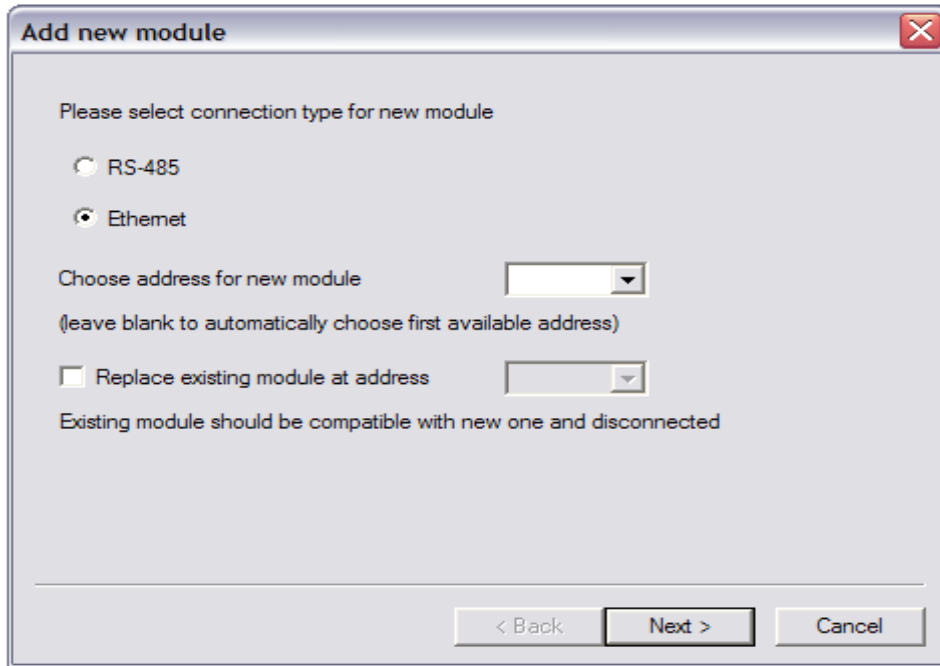 Add new module
Please select connection type for new module
RS-485
Ethernet
Choose address for new module
(leave blank to automatically choose first available address)
Replace existing module at address
Existing module should be compatible with new one and disconnected
< Back Next > Cancel